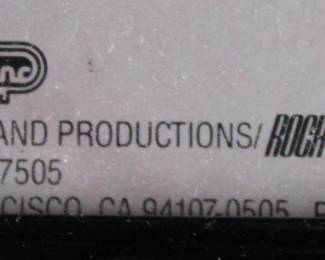 AND PRODUCTIONS/ ROCK
7505
CISCO, CA 94107-0505